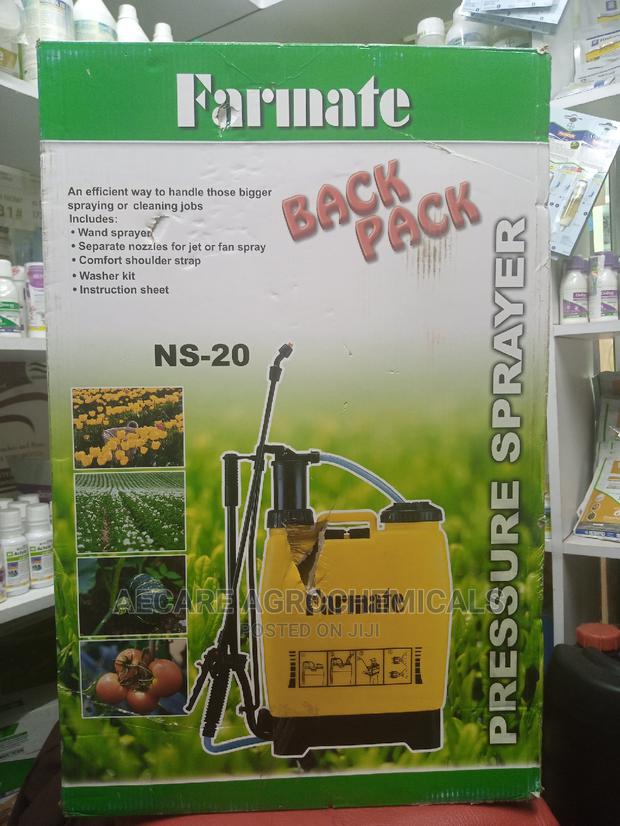 Farmate
An efficient way to handle those bigger
spraying or cleaning jobs
Includes:
• Wand sprayer
• Separate nozzles for jet or fan spray
• Comfort shoulder strap
• Washer kit
• Instruction sheet
BACK
PACK
NS-20
PRESSURE SPRAYER
Farmate
AECARE AGROCHEMICALS
POSTED ON JIJI